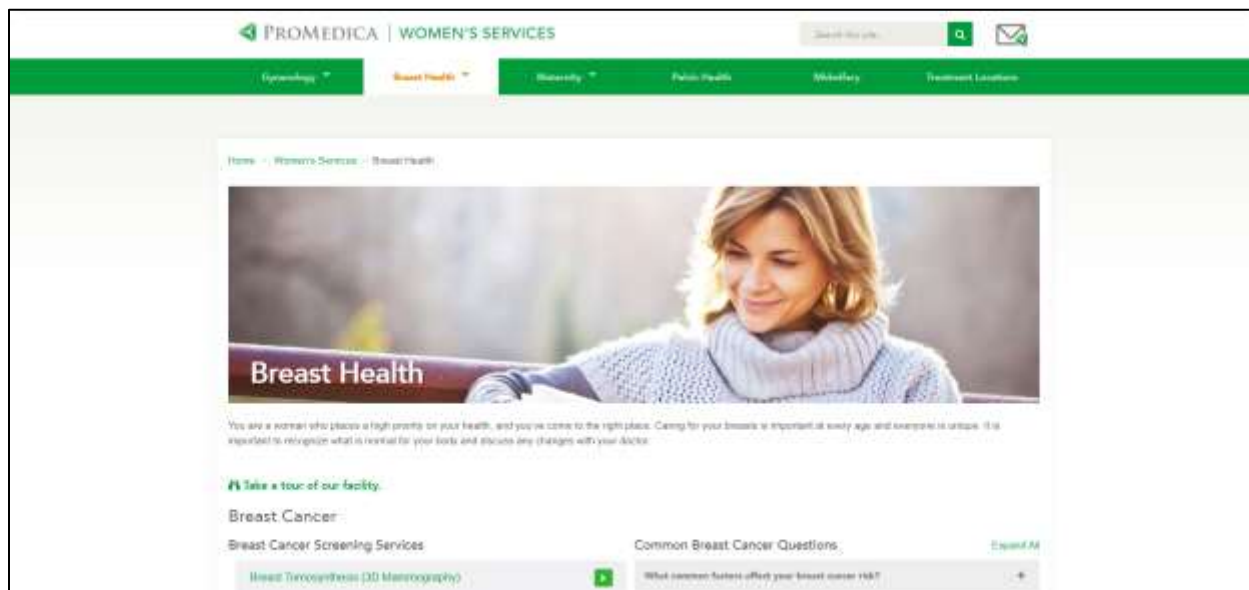 PROMEDICA | WOMEN'S SERVICES
Search this site...
Gynecology Breast Health Maternity Pelvic Health Midwifery Treatment Locations
Home Women's Services Breast Health
Breast Health
You are a woman who places a high priority on your health, and you've come to the right place. Caring for your breasts is important at every age and everyone is unique. It is
important to recognize what is normal for your body and discuss any changes with your doctor.
Take a tour of our facility.
Breast Cancer
Breast Cancer Screening Services
Breast Tomosynthesis (3D Mammography)
Common Breast Cancer Questions Expand All
What common factors affect your breast cancer risk? +